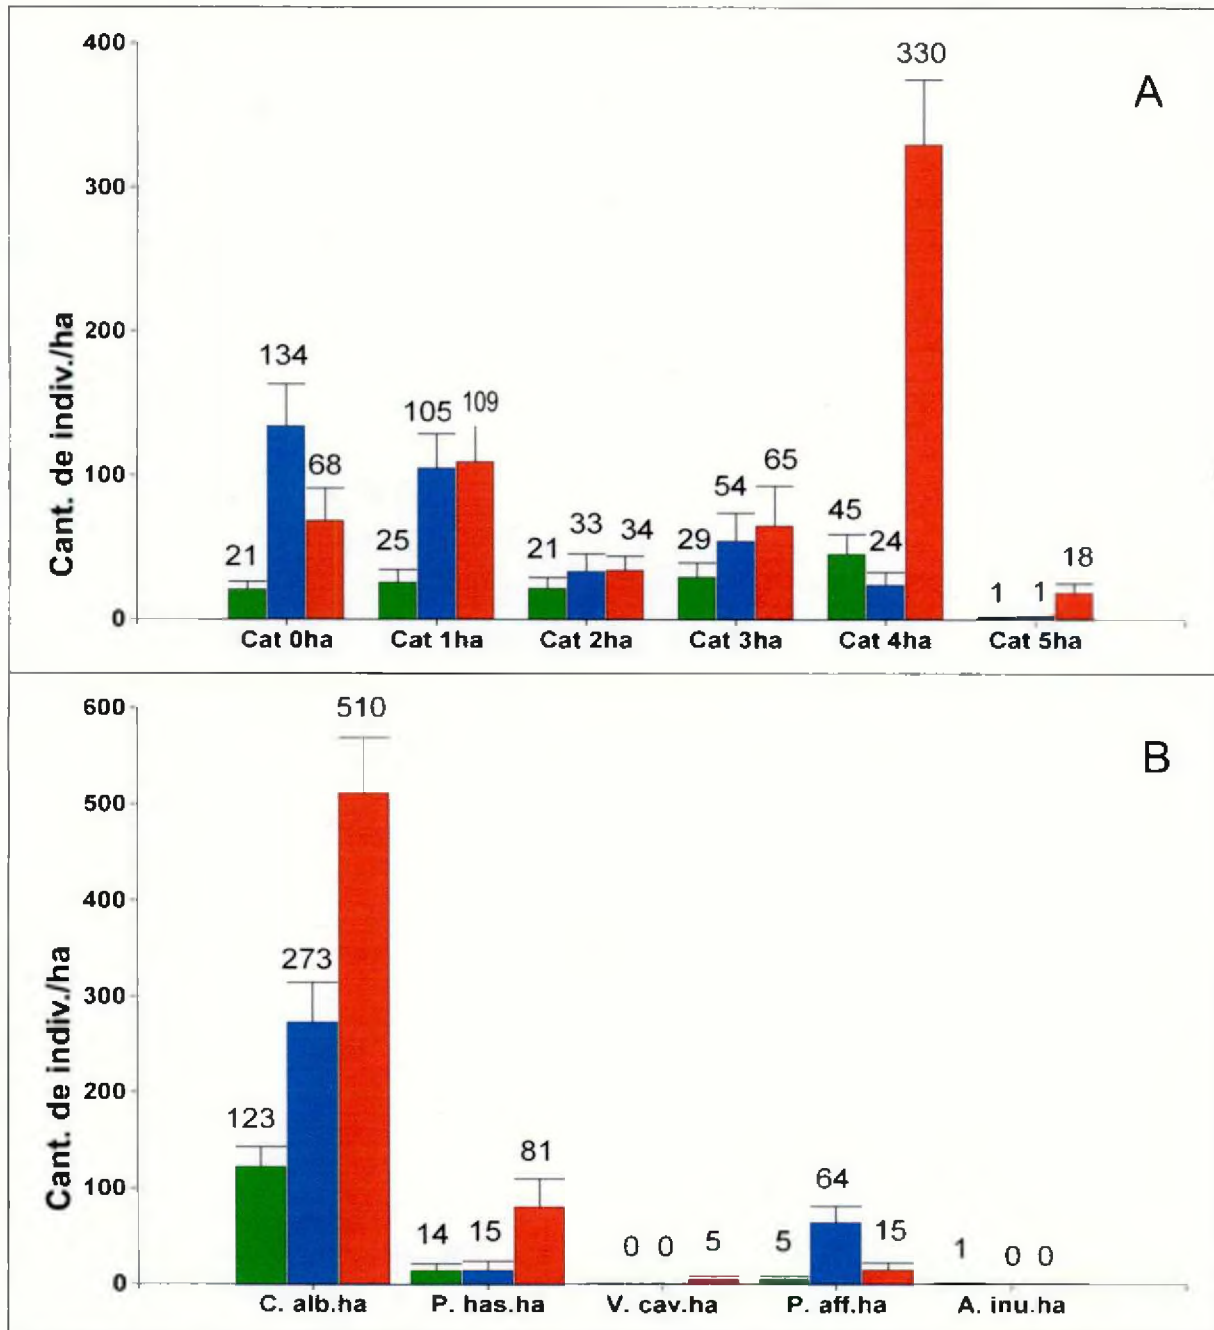 A
Cant. de indiv./ha
400
300
200
100
0
21 134 68
25 105 109
21 33 34
29 54 65
45 24 330
1 1 18
Cat 0ha Cat 1ha Cat 2ha Cat 3ha Cat 4ha Cat 5ha
B
Cant. de indiv./ha
600
500
400
300
200
100
0
123 273 510
14 15 81
0 0 5
5 64 15
1 0 0
C. alb.ha P. has.ha V. cav.ha P. aff.ha A. inu.ha